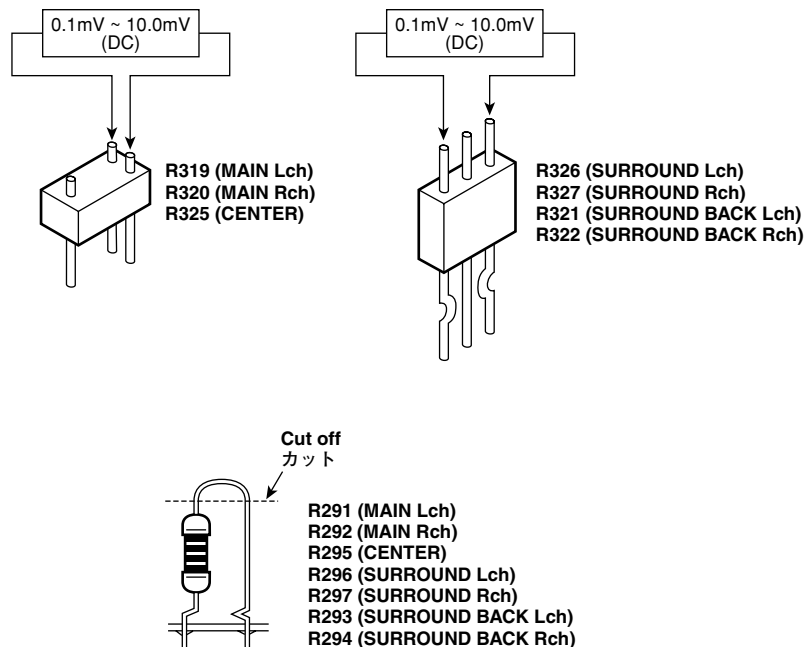 0.1mV ~ 10.0mV
(DC)
R319 (MAIN Lch)
R320 (MAIN Rch)
R325 (CENTER)
0.1mV ~ 10.0mV
(DC)
R326 (SURROUND Lch)
R327 (SURROUND Rch)
R321 (SURROUND BACK Lch)
R322 (SURROUND BACK Rch)
Cut off
カット
R291 (MAIN Lch)
R292 (MAIN Rch)
R295 (CENTER)
R296 (SURROUND Lch)
R297 (SURROUND Rch)
R293 (SURROUND BACK Lch)
R294 (SURROUND BACK Rch)